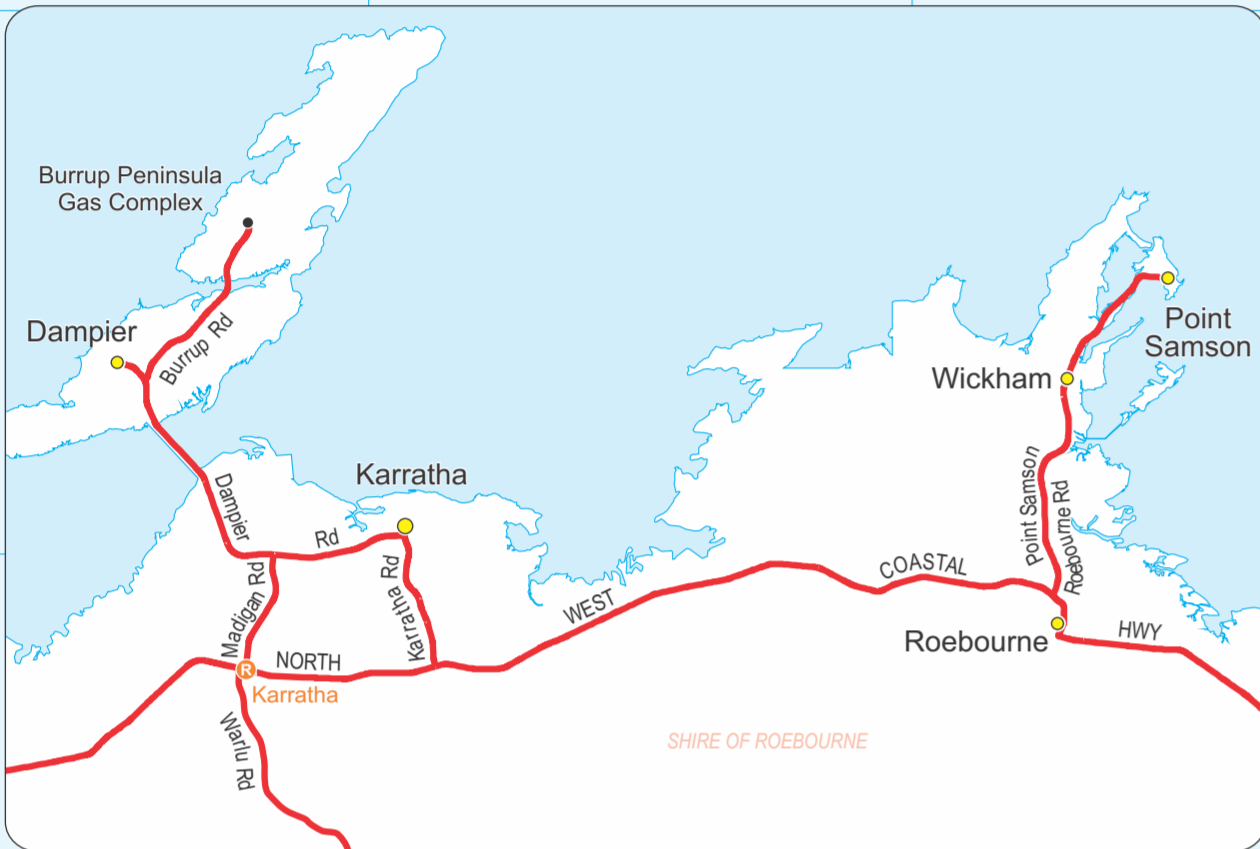 Burrup Peninsula
Gas Complex
Dampier
Burrup Rd
Karratha
Dampier
Rd
Madigan Rd
Karratha Rd
R
Karratha
NORTH
WEST
COASTAL
HWY
Warlu Rd
Point
Samson
Wickham
Point Samson
Roebourne Rd
Roebourne
SHIRE OF ROEBOURNE